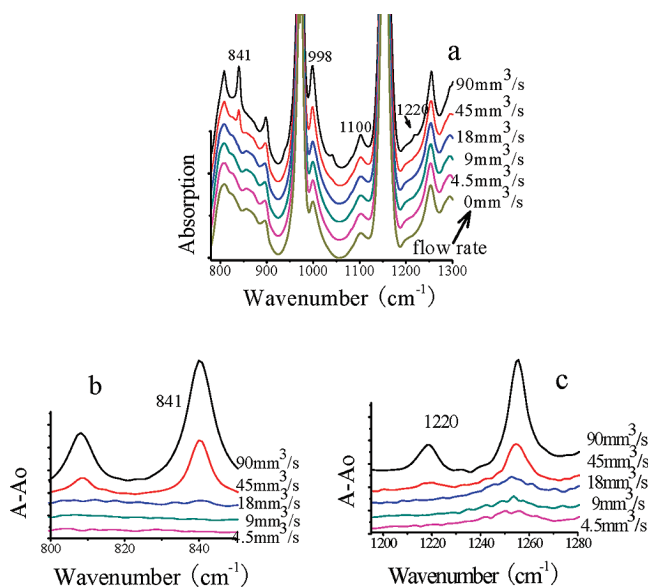 a
841
998
1100
1220
90mm³/s
45mm³/s
18mm³/s
9mm³/s
4.5mm³/s
0mm³/s
flow rate
Absorption
800 900 1000 1100 1200 1300
Wavenumber (cm⁻¹)
b
841
90mm³/s
45mm³/s
18mm³/s
9mm³/s
4.5mm³/s
A-Ao
800 820 840
Wavenumber (cm⁻¹)
c
1220
90mm³/s
45mm³/s
18mm³/s
9mm³/s
4.5mm³/s
A-Ao
1200 1220 1240 1260 1280
Wavenumber (cm⁻¹)